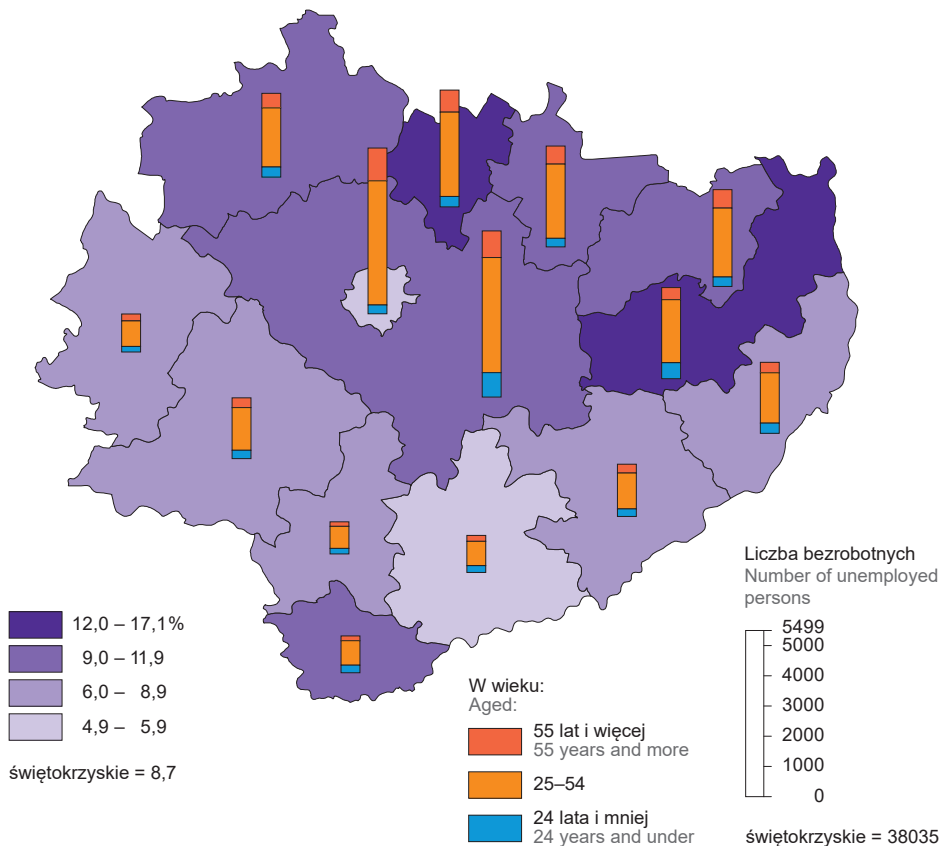 12,0 – 17,1%
9,0 – 11,9
6,0 – 8,9
4,9 – 5,9
świętokrzyskie = 8,7
W wieku:
Aged:
55 lat i więcej
55 years and more
25–54
24 lata i mniej
24 years and under
Liczba bezrobotnych
Number of unemployed
persons
5499
5000
4000
3000
2000
1000
0
świętokrzyskie = 38035